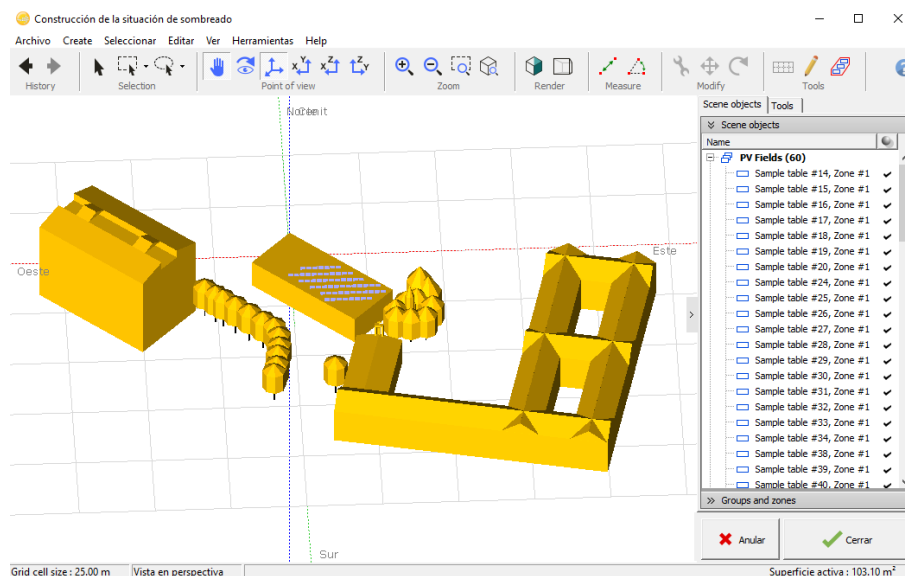 Construcción de la situación de sombreado
Archivo Create Seleccionar Editar Ver Herramientas Help
History Selection Point of view Zoom Render Measure Modify Tools
Scene objects Tools
Scene objects
Name
PV Fields (60)
Sample table #14, Zone #1
Sample table #15, Zone #1
Sample table #16, Zone #1
Sample table #17, Zone #1
Sample table #18, Zone #1
Sample table #19, Zone #1
Sample table #20, Zone #1
Sample table #24, Zone #1
Sample table #25, Zone #1
Sample table #26, Zone #1
Sample table #27, Zone #1
Sample table #28, Zone #1
Sample table #29, Zone #1
Sample table #30, Zone #1
Sample table #31, Zone #1
Sample table #32, Zone #1
Sample table #33, Zone #1
Sample table #34, Zone #1
Sample table #38, Zone #1
Sample table #39, Zone #1
Sample table #40, Zone #1
Groups and zones
Anular Cerrar
Este
Oeste
Sur
Grid cell size : 25.00 m Vista en perspectiva Superficie activa : 103.10 m²